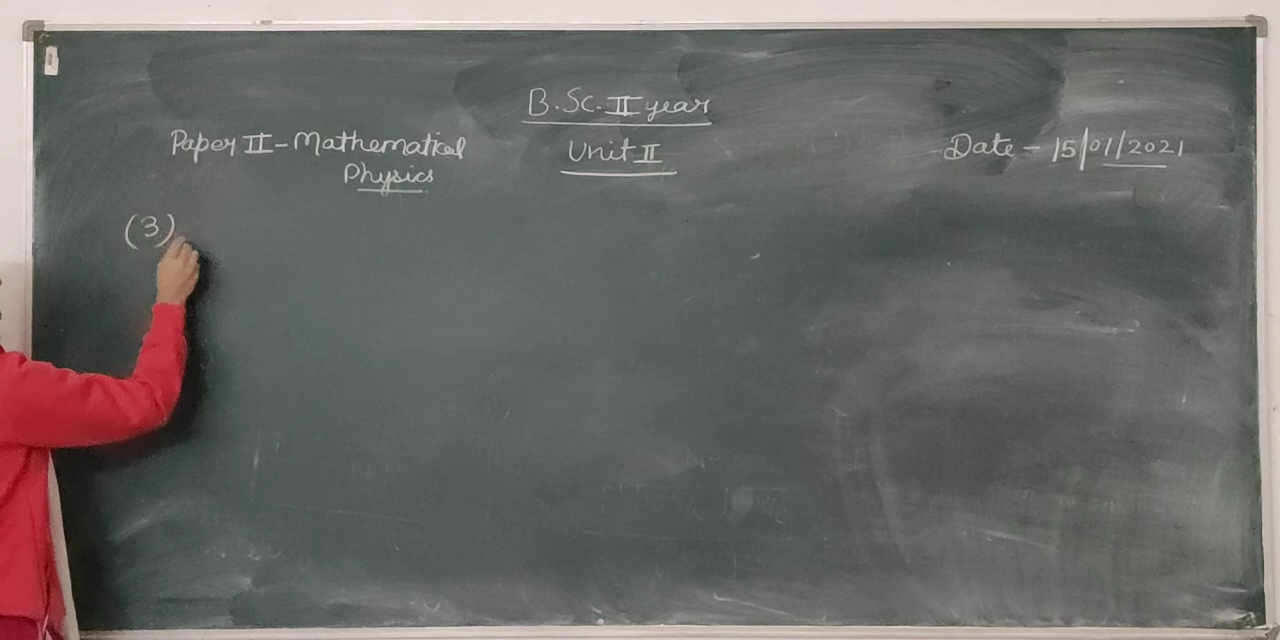 B.Sc. II year
Paper II - Mathematical Physics
Unit II
Date - 15/01/2021
(3)